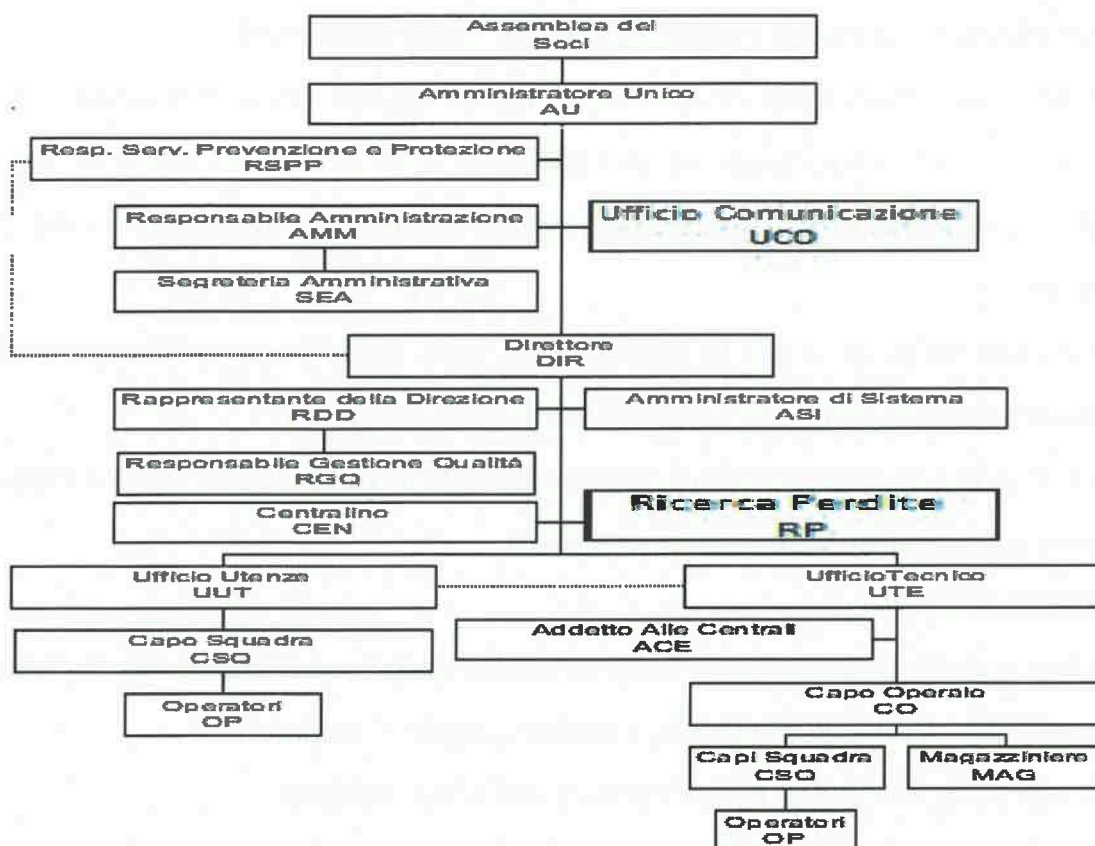 Assemblea dei
Soci
Amministratore Unico
AU
Resp. Serv. Prevenzione e Protezione
RSPP
Responsabile Amministrazione
AMM
Ufficio Comunicazione
UCO
Segreteria Amministrativa
SEA
Direttore
DIR
Rappresentante della Direzione
RDD
Amministratore di Sistema
ASI
Responsabile Gestione Qualità
RGQ
Centralino
CEN
Ricerca Perdite
RP
Ufficio Utenze
UUT
UfficioTecnico
UTE
Capo Squadra
CSQ
Addetto Alle Centrali
ACE
Operatori
OP
Capo Operaio
CO
Capi Squadra
CSQ
Magazziniere
MAG
Operatori
OP